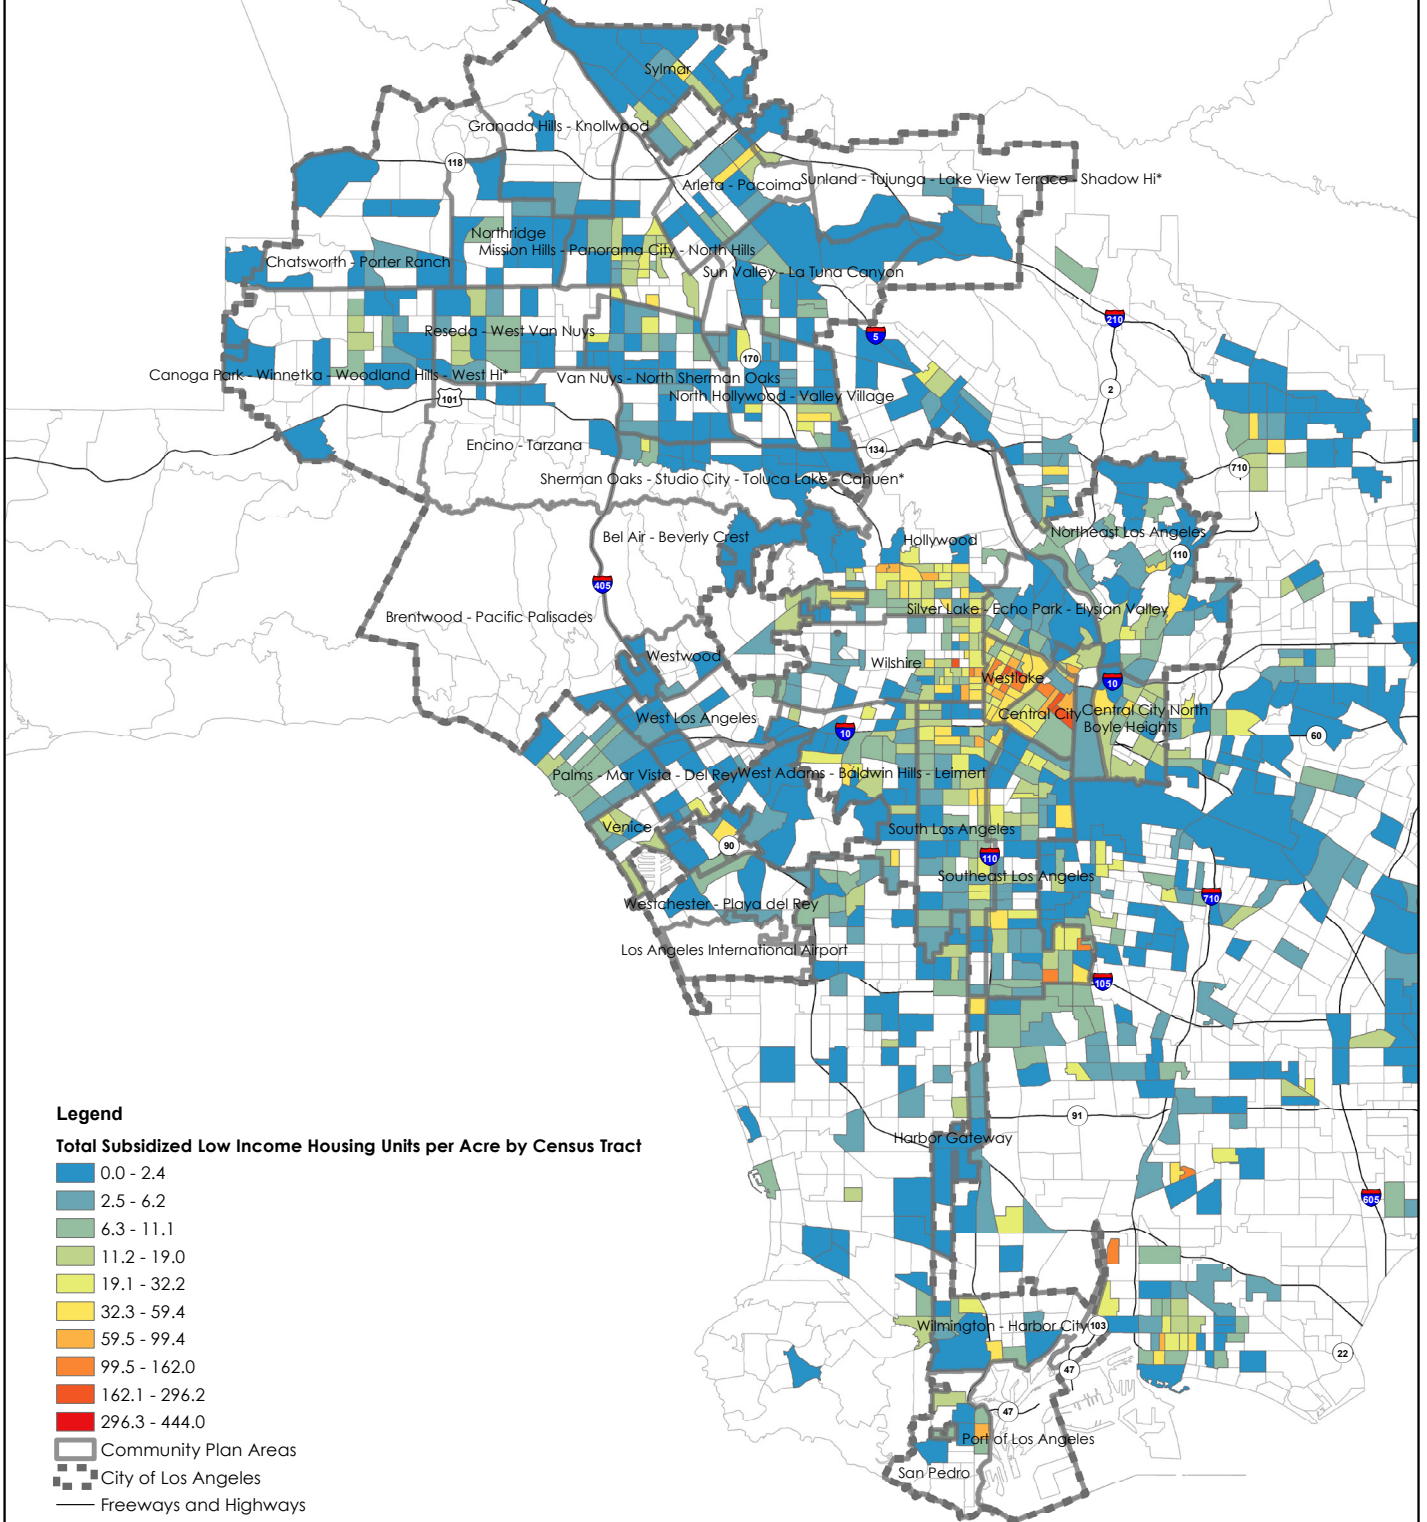 Sylmar
Granada Hills - Knollwood
118
Arleta - Pacoima
Sunland - Tujunga - Lake View Terrace - Shadow Hi*
Northridge
Mission Hills - Panorama City - North Hills
Chatsworth - Porter Ranch
Sun Valley - La Tuna Canyon
210
Reseda - West Van Nuys
5
170
Canoga Park - Winnetka - Woodland Hills - West Hi*
Van Nuys - North Sherman Oaks
2
101
North Hollywood - Valley Village
Encino - Tarzana
134
710
Sherman Oaks - Studio City - Toluca Lake - Cahuen*
Bel Air - Beverly Crest
Hollywood
Northeast Los Angeles
110
405
Brentwood - Pacific Palisades
Silver Lake - Echo Park - Elysian Valley
Westwood
Wilshire
Westlake
10
West Los Angeles
Central City
Central City North
Boyle Heights
10
60
Palms - Mar Vista - Del Rey
West Adams - Baldwin Hills - Leimert
Venice
South Los Angeles
90
110
Southeast Los Angeles
710
Westchester - Playa del Rey
Los Angeles International Airport
105
Legend
91
Harbor Gateway
Total Subsidized Low Income Housing Units per Acre by Census Tract
0.0 - 2.4
2.5 - 6.2
605
6.3 - 11.1
11.2 - 19.0
19.1 - 32.2
32.3 - 59.4
Wilmington - Harbor City
103
59.5 - 99.4
22
99.5 - 162.0
47
162.1 - 296.2
296.3 - 444.0
47
Community Plan Areas
Port of Los Angeles
City of Los Angeles
San Pedro
Freeways and Highways